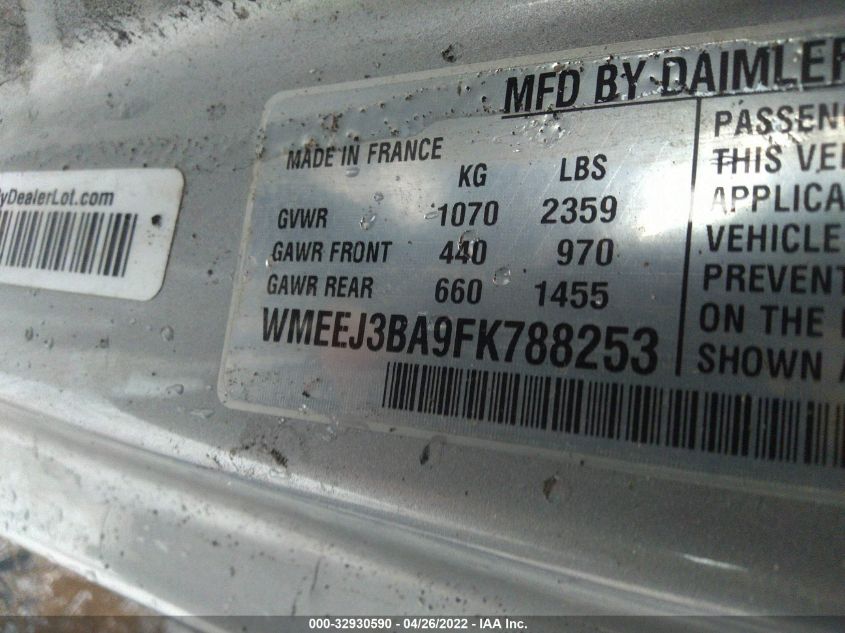 MFD BY DAIMLER
MADE IN FRANCE
KG LBS
GVWR 1070 2359
GAWR FRONT 440 970
GAWR REAR 660 1455
WMEEJ3BA9FK788253
PASSEN
THIS VE
APPLICA
VEHICLE
PREVENT
ON THE
SHOWN
yDealerLot.com
000-32930590 - 04/26/2022 - IAA Inc.